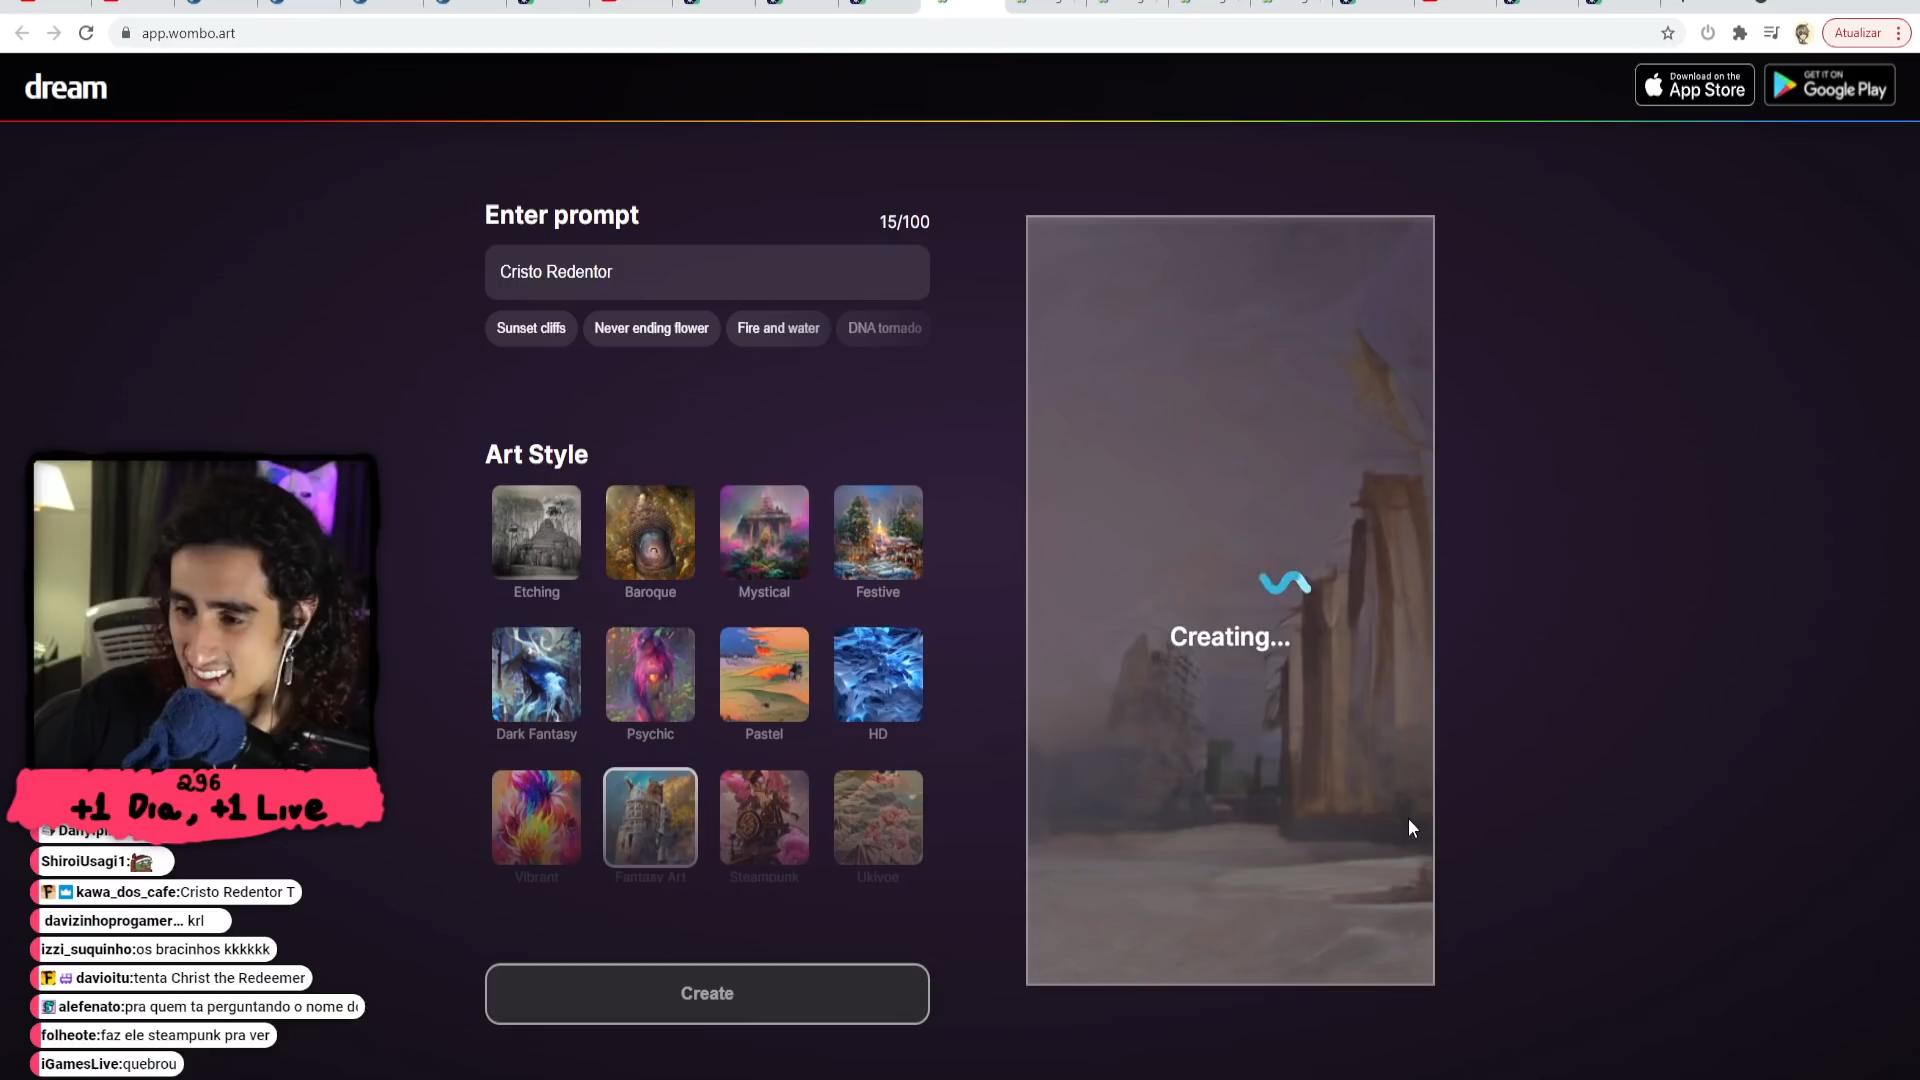 app.wombo.art
Atualizar
dream
Download on the
App Store
GET IT ON
Google Play
Enter prompt
15/100
Cristo Redentor
Sunset cliffs
Never ending flower
Fire and water
DNA tornado
Art Style
Etching
Baroque
Mystical
Festive
Dark Fantasy
Psychic
Pastel
HD
Vibrant
Fantasy Art
Steampunk
Ukiyoe
Create
Creating...
296
+1 Dia, +1 Live
ShiroiUsagi1:
kawa_dos_cafe:Cristo Redentor T
davizinhoprogamer... krl
izzi_suquinho:os bracinhos kkkkkk
davioitu:tenta Christ the Redeemer
alefenato:pra quem ta perguntando o nome
folheote:faz ele steampunk pra ver
iGamesLive:quebrou